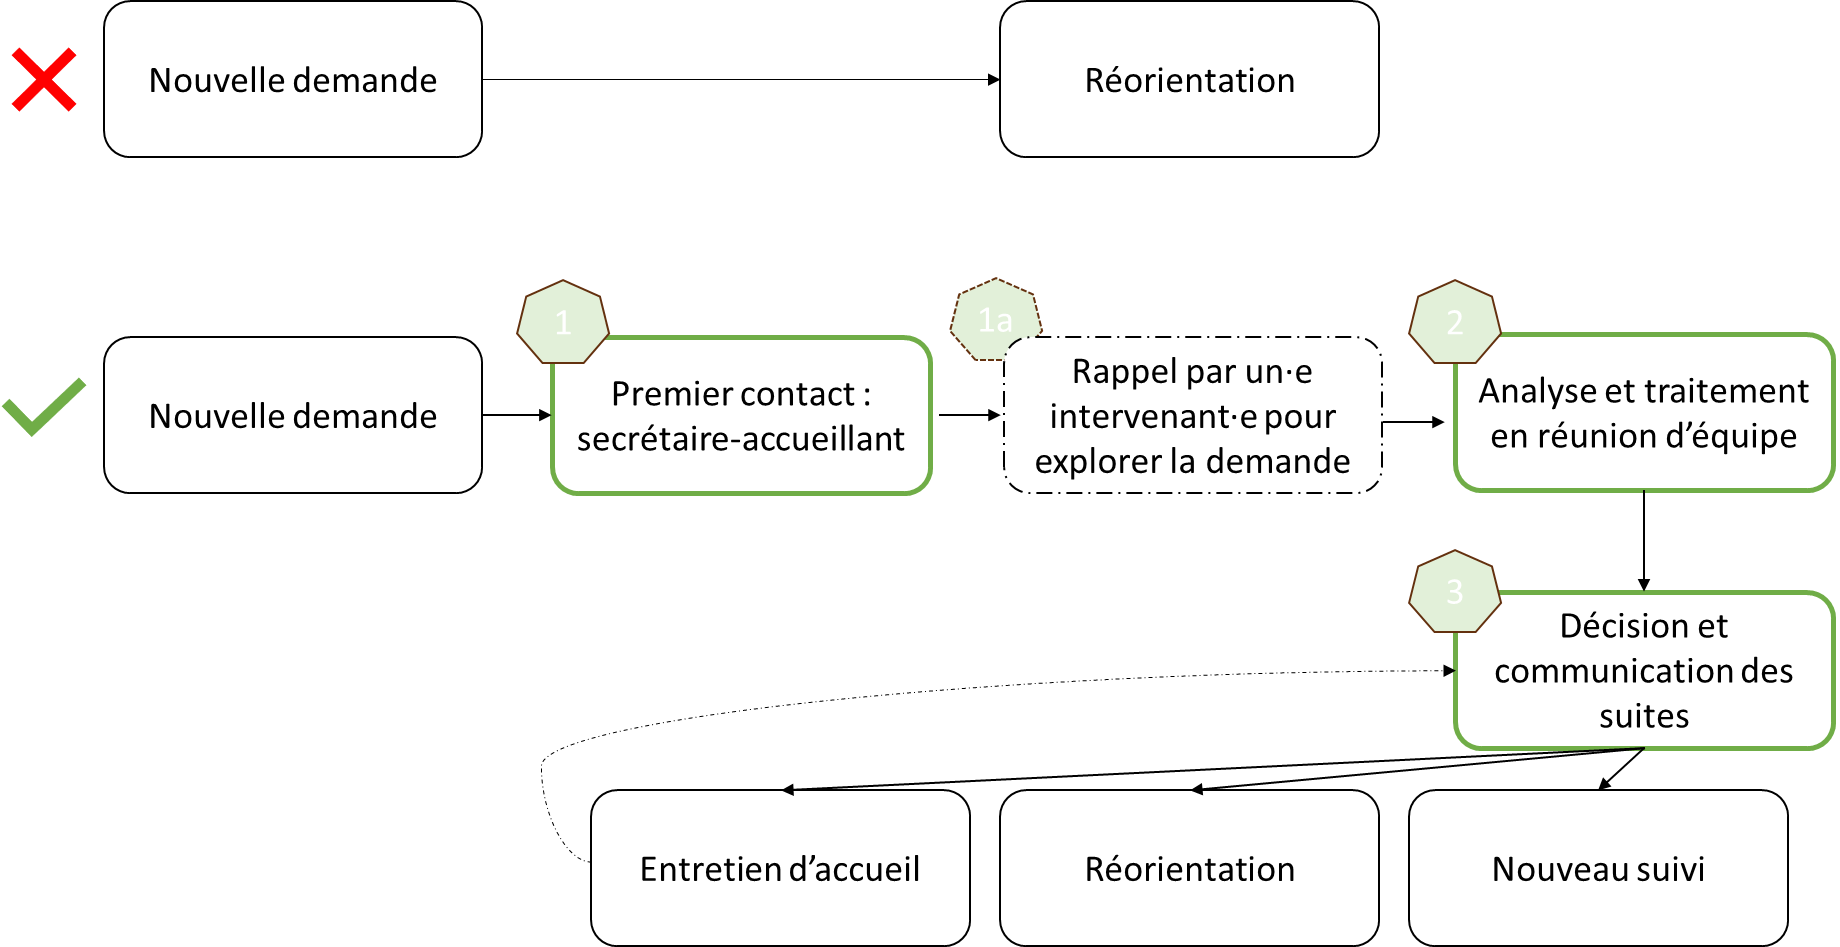 Nouvelle demande
Réorientation
1
1a
2
Nouvelle demande
Premier contact :
secrétaire-accueillant
Rappel par un·e
intervenant·e pour
explorer la demande
Analyse et traitement
en réunion d’équipe
3
Décision et
communication des
suites
Entretien d’accueil
Réorientation
Nouveau suivi